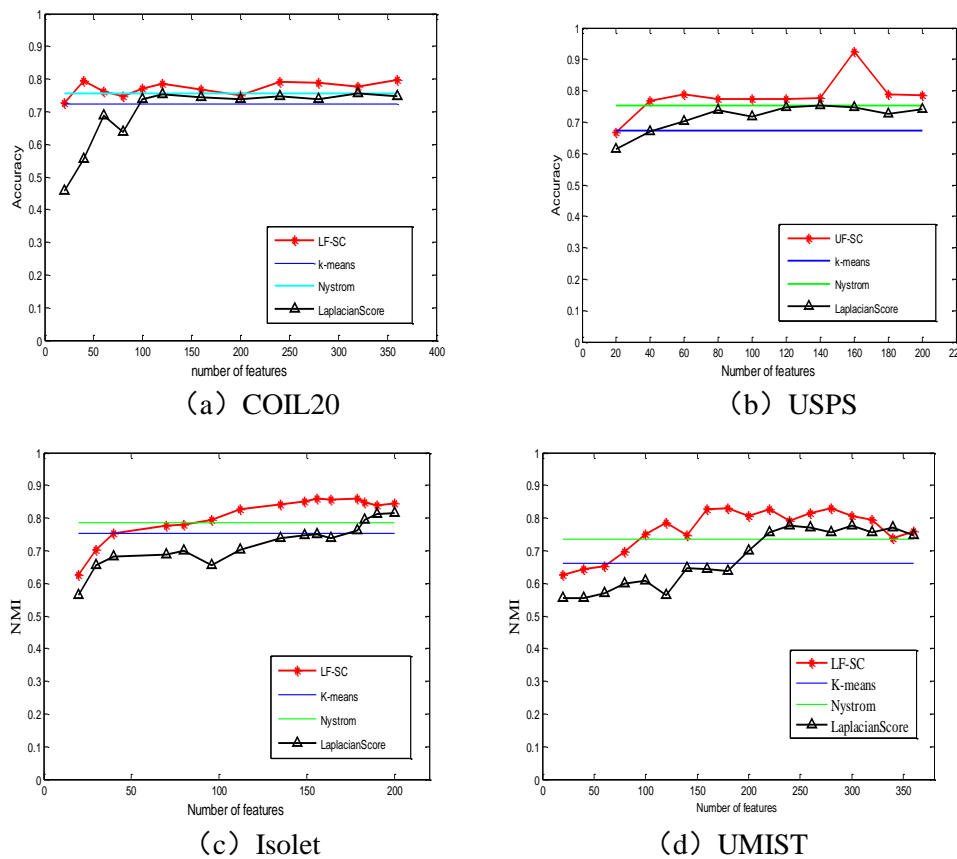 1
0.9
0.8
0.7
0.6
0.5
0.4
0.3
0.2
0.1
0
Accuracy
LF-SC
k-means
Nystrom
LaplacianScore
0 50 100 150 200 250 300 350 400
number of features
（a）COIL20
1
0.9
0.8
0.7
0.6
0.5
0.4
0.3
0.2
0.1
0
Accuracy
UF-SC
k-means
Nystrom
LaplacianScore
0 20 40 60 80 100 120 140 160 180 200 22
Number of features
（b）USPS
1
0.9
0.8
0.7
0.6
0.5
0.4
0.3
0.2
0.1
0
NMI
LF-SC
K-means
Nystrom
LaplacianScore
0 50 100 150 200
Number of features
（c）Isolet
1
0.9
0.8
0.7
0.6
0.5
0.4
0.3
0.2
0.1
0
NMI
LF-SC
K-means
Nystrom
LaplacianScore
0 50 100 150 200 250 300 350
Number of features
（d）UMIST